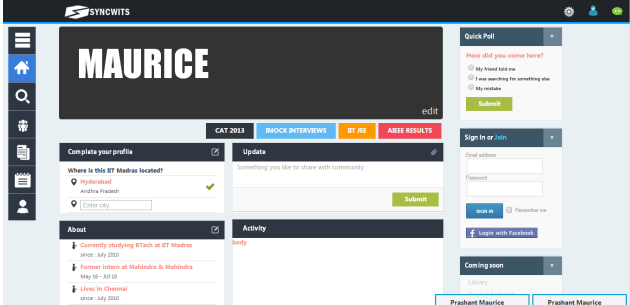 SYNCWITS
MAURICE
edit
CAT 2013
IMOCK INTERVIEWS
IIT JEE
AIEEE RESULTS
Complete your profile
Where is this IIT Madras located?
Hyderabad
Andhra Pradesh
Enter city
About
Currently studying BTech at IIT Madras
since : July 2010
Former intern at Mahindra & Mahindra
May 16 - Jul 10
Lives in Chennai
since : July 2010
Update
Something you like to share with community
Submit
Activity
body
Quick Poll
How did you come here?
My friend told me
I was searching for something else
My mistake
Submit
Sign In or Join
Email address
Password
SIGN IN
Remember me
f Login with Facebook
Coming soon
Library
Prashant Maurice
Prashant Maurice